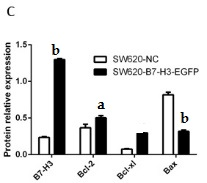 C
SW620-NC
SW620-B7-H3-EGFP
Protein relative expression
1.5
1.0
0.5
0.0
b
a
b
B7-H3
Bcl-2
Bcl-xl
Bax